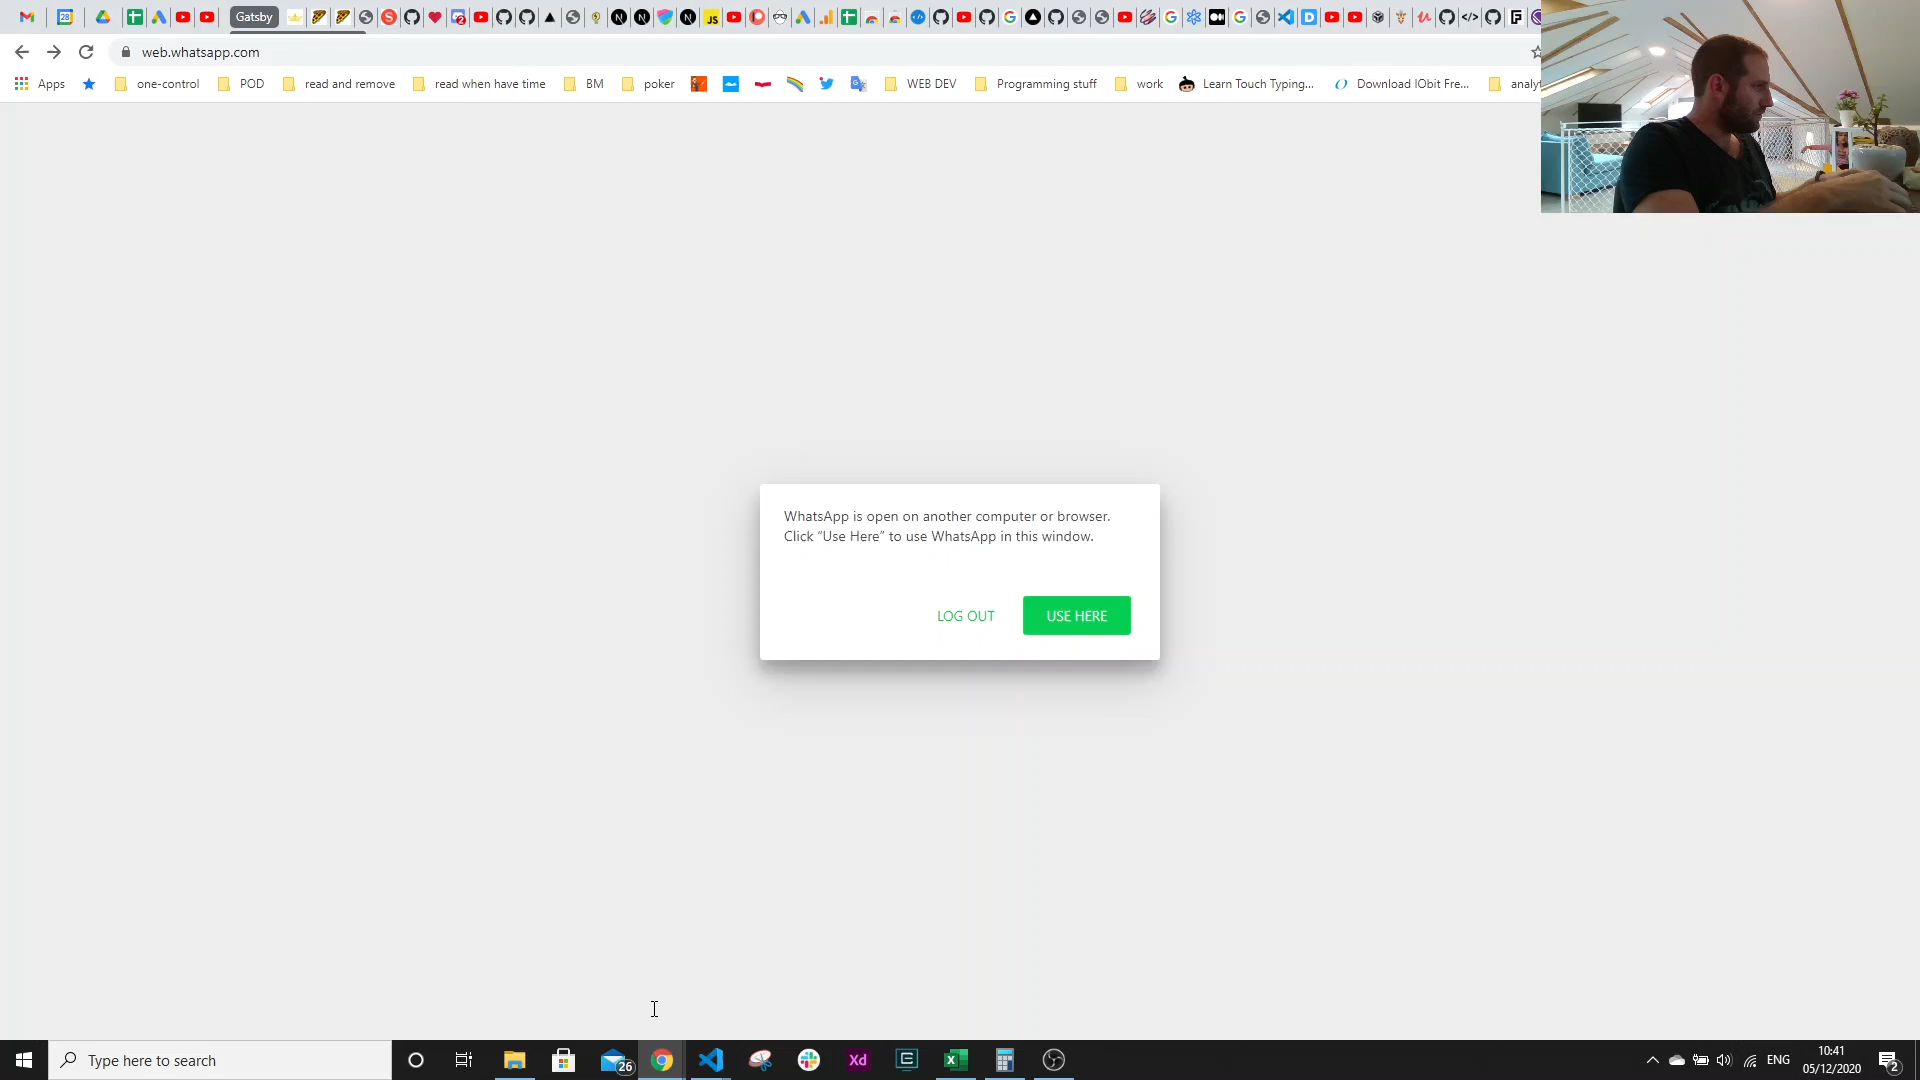 Gatsby
web.whatsapp.com
Apps
one-control
POD
read and remove
read when have time
BM
poker
WEB DEV
Programming stuff
work
Learn Touch Typing...
Download IObit Fre...
WhatsApp is open on another computer or browser.
Click “Use Here” to use WhatsApp in this window.
LOG OUT
USE HERE
Type here to search
26
Xd
ENG
10:41
05/12/2020
2